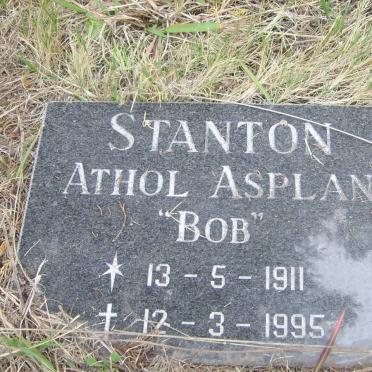 STANTON
ATHOL ASPLAN
"BOB"
* 13 - 5 - 1911
† 12 - 3 - 1995